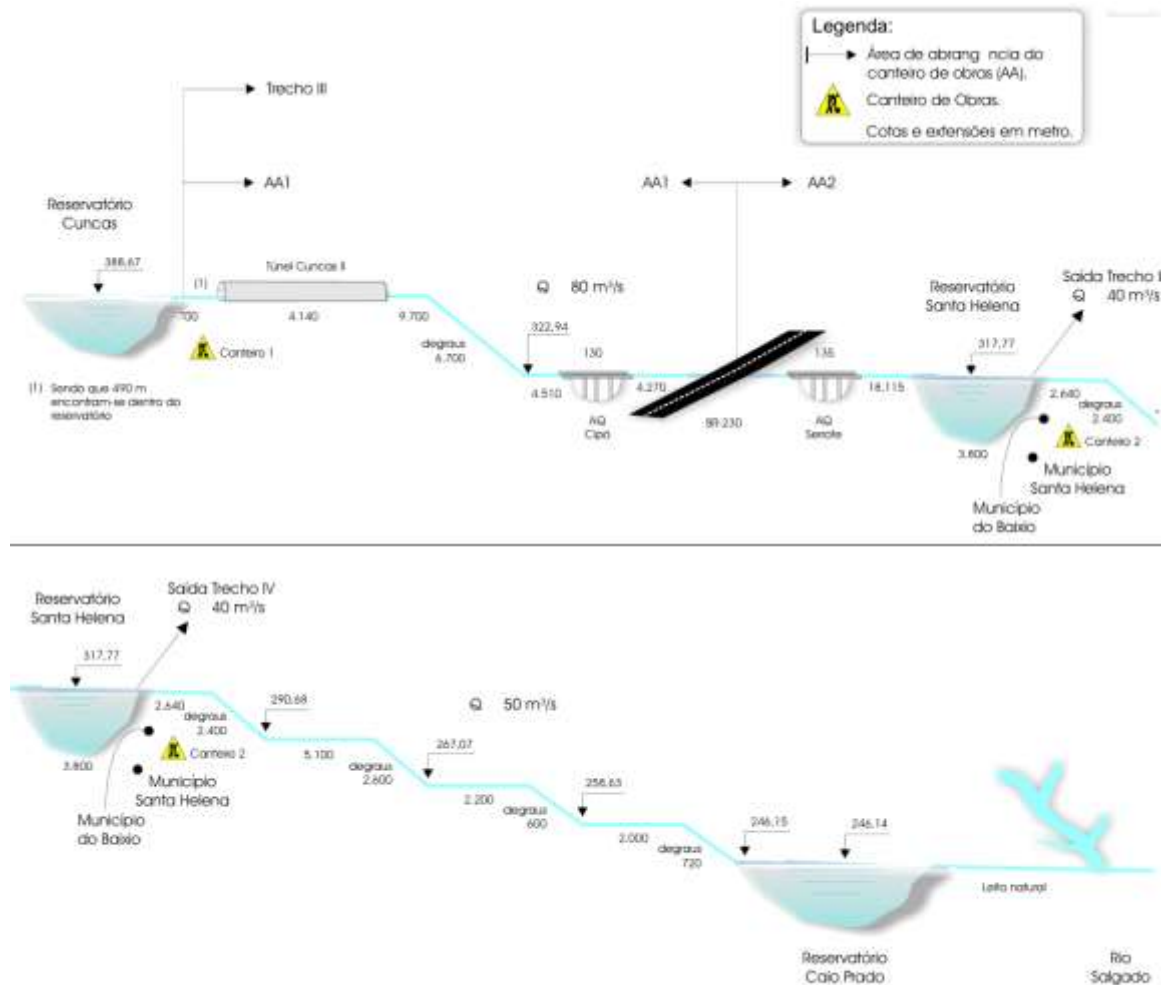 Legenda:
Área de abrang ncia do
canteiro de obras (AA).
Canteiro de Obras.
Cotas e extensões em metro.
Trecho III
AA1
AA1
AA2
Reservatório
Cuncas
388,67
(1)
Túnel Cuncas II
4.140
9.700
Canteiro 1
(1) Sendo que 490 m
encontram-se dentro do
reservatório
degraus
6.700
Q 80 m³/s
322,94
130
4.510
4.270
AQ
Cipó
BR-230
135
AQ
Serrote
18,115
Reservatório
Santa Helena
317,77
Saída Trecho I
Q 40 m³/s
2.640
degraus
2.400
Canteiro 2
3.800
Município
Santa Helena
Município
do Baixio
Reservatório
Santa Helena
Saída Trecho IV
Q 40 m³/s
317,77
2.640
degraus
2.400
Canteiro 2
3.800
Município
Santa Helena
Município
do Baixio
290,68
5.100
Q 50 m³/s
degraus
2.600
267,07
2.200
degraus
600
258,63
2.000
degraus
720
246,15
246,14
Leito natural
Reservatório
Caio Prado
Rio
Salgado